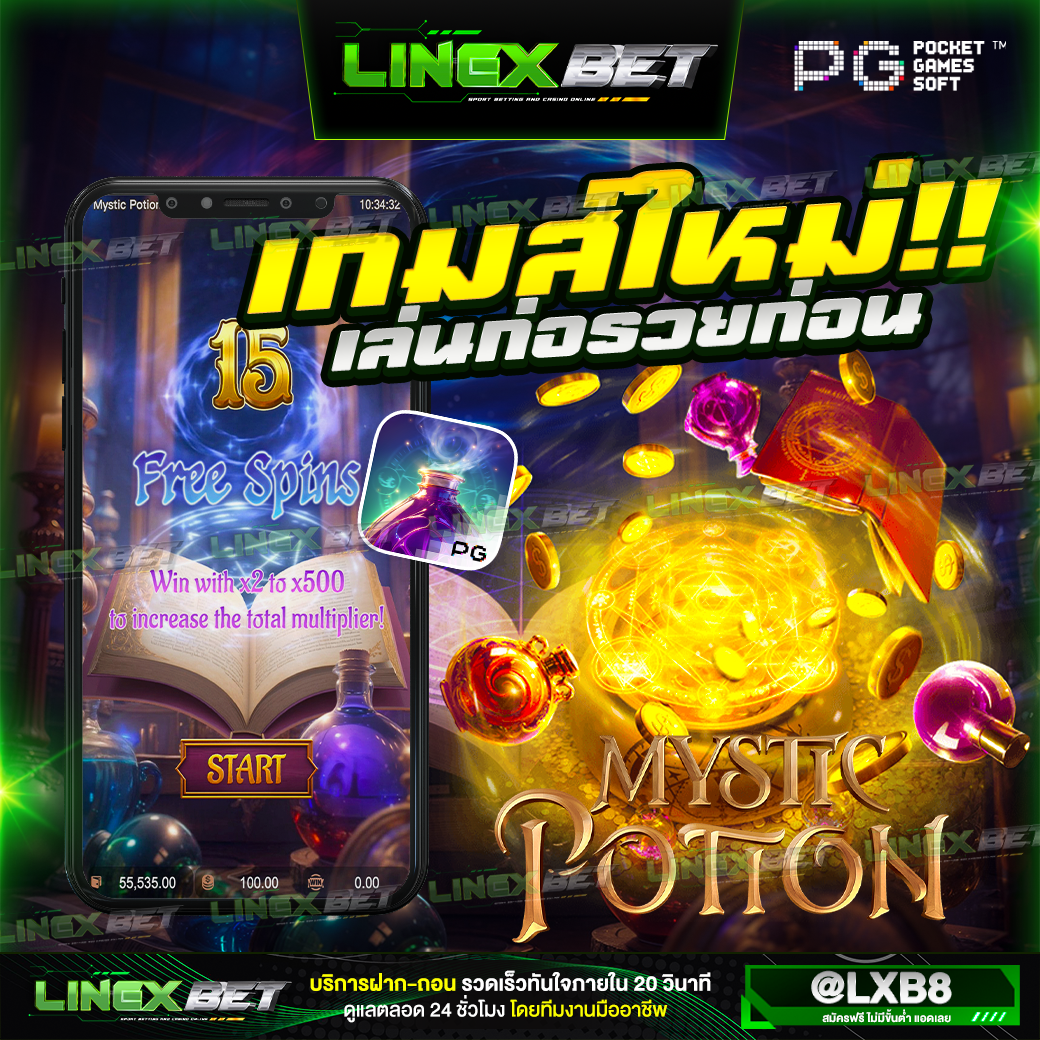 LINEXBET
SPORT BETTING AND CASINO ONLINE
PG POCKET GAMES SOFT ™
Mystic Potion
10:34:32
เกมส์ใหม่!!
เล่นก่อรวยก่อน
15
Free Spins
PG
Win with x2 to x500
to increase the total multiplier!
START
MYSTIC
POTION
55,535.00 100.00 WIN 0.00
LINEXBET
SPORT BETTING AND CASINO ONLINE
บริการฝาก-ถอน รวดเร็วทันใจภายใน 20 วินาที
ดูแลตลอด 24 ชั่วโมง โดยทีมงานมืออาชีพ
@LXB8
สมัครฟรี ไม่มีขั้นต่ำ แอดเลย